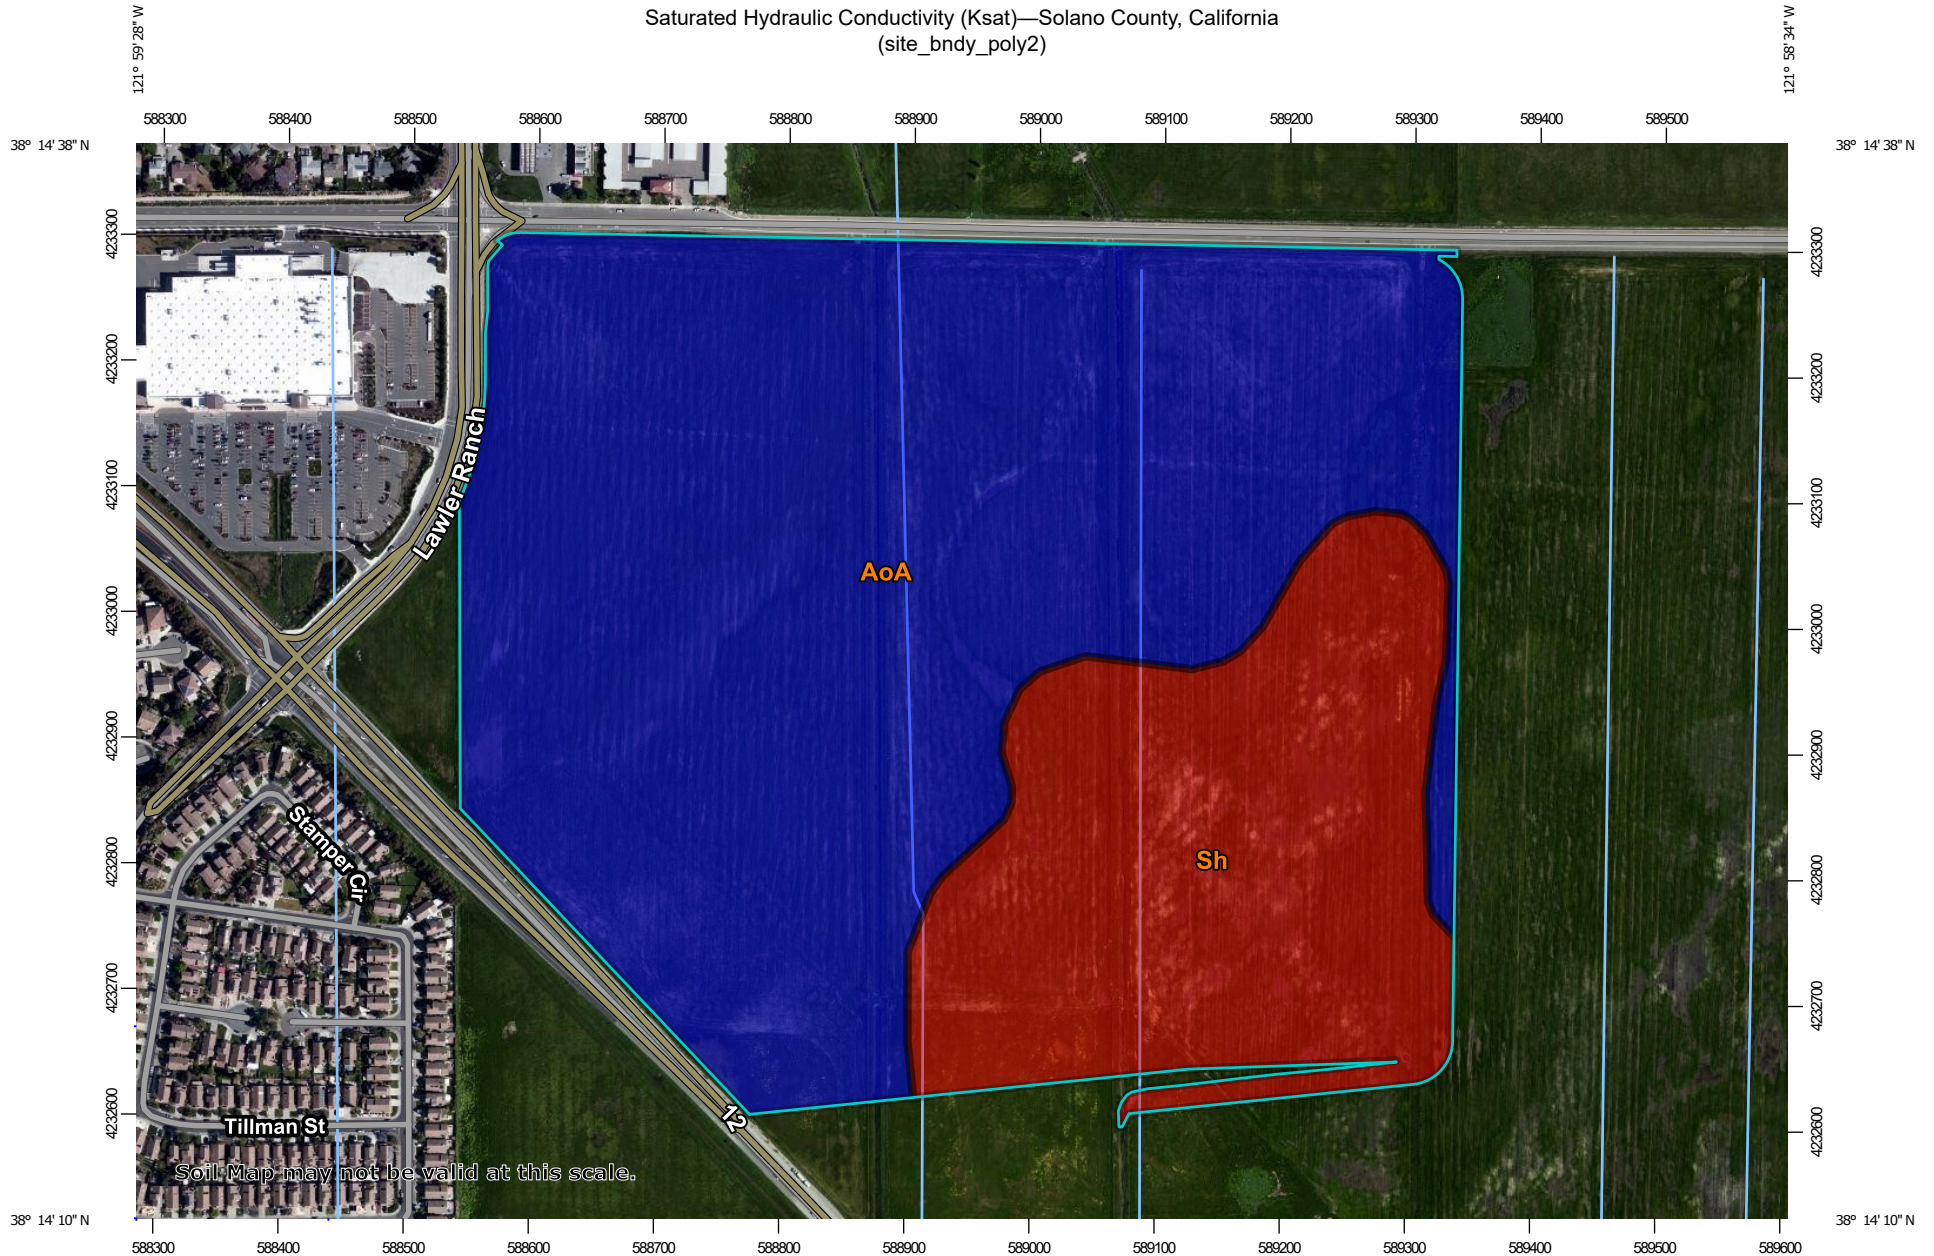 Saturated Hydraulic Conductivity (Ksat)—Solano County, California
(site_bndy_poly2)
121° 59' 28" W
121° 58' 34" W
588300 588400 588500 588600 588700 588800 588900 589000 589100 589200 589300 589400 589500
38° 14' 38" N
38° 14' 38" N
4233300
4233300
4233200
4233200
4233100
4233100
4233000
4233000
4232900
4232900
4232800
4232800
4232700
4232700
4232600
4232600
Lawler Ranch
AoA
Stamper Cir
Sh
12
Tillman St
Soil Map may not be valid at this scale.
38° 14' 10" N
38° 14' 10" N
588300 588400 588500 588600 588700 588800 588900 589000 589100 589200 589300 589400 589500 589600